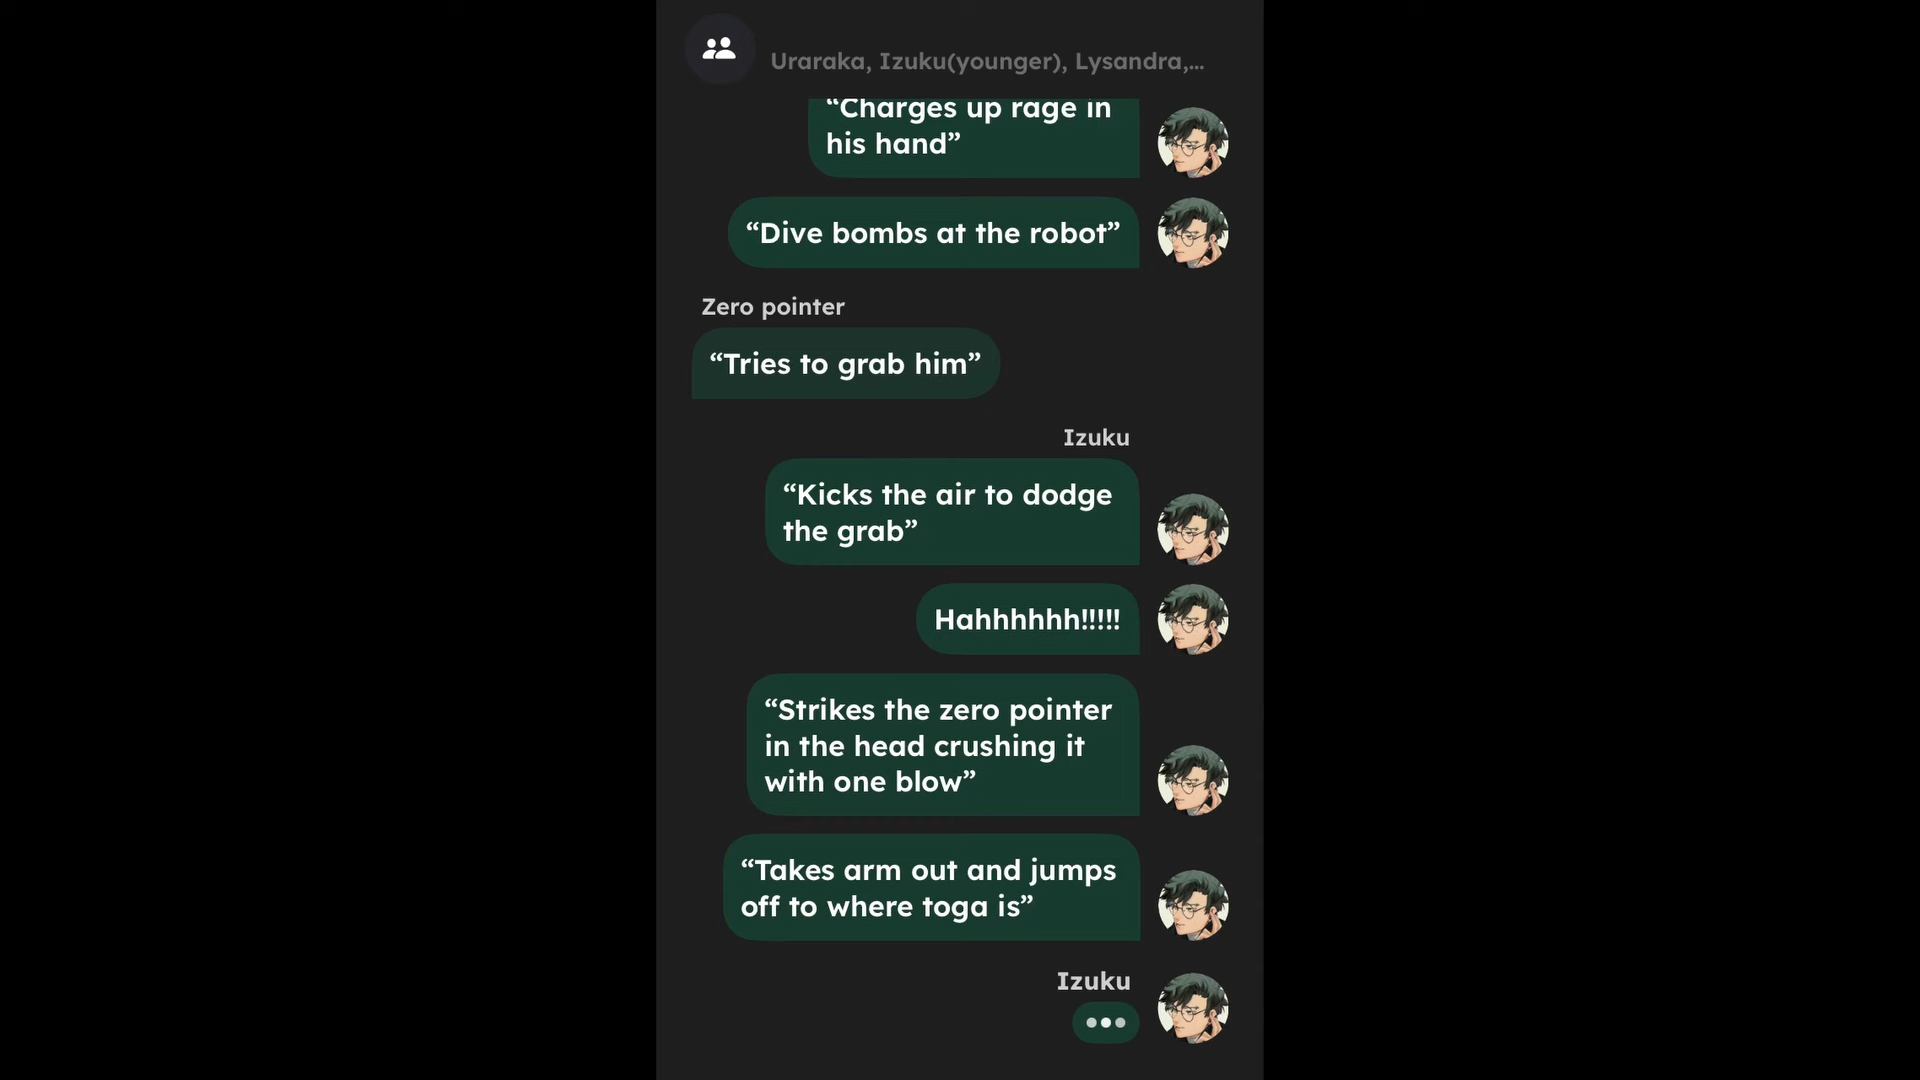 Uraraka, Izuku(younger), Lysandra,...
“Charges up rage in
his hand”
“Dive bombs at the robot”
Zero pointer
“Tries to grab him”
Izuku
“Kicks the air to dodge
the grab”
Hahhhhhh!!!!!
“Strikes the zero pointer
in the head crushing it
with one blow”
“Takes arm out and jumps
off to where toga is”
Izuku